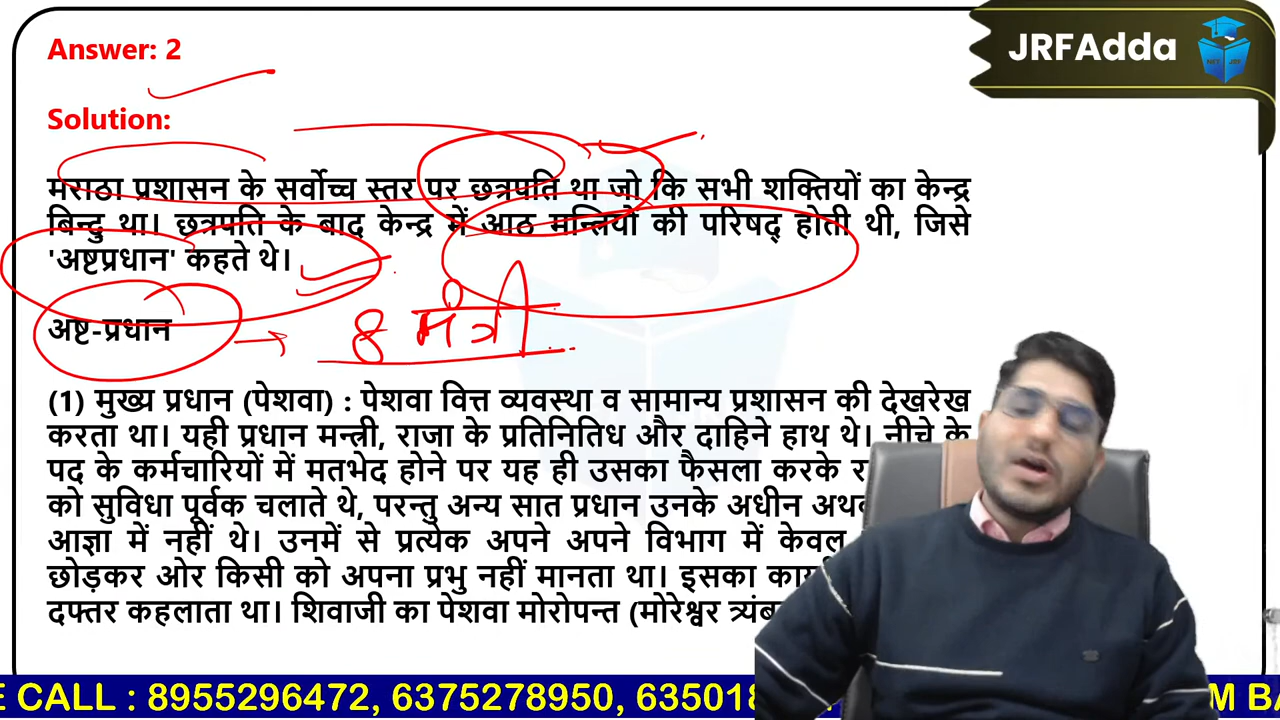 Answer: 2
JRFAdda
Solution:
मराठा प्रशासन के सर्वोच्च स्तर पर छत्रपति था जो कि सभी शक्तियों का केन्द्र
बिन्दु था। छत्रपति के बाद केन्द्र में आठ मन्त्रियों की परिषद् होती थी, जिसे
'अष्टप्रधान' कहते थे।
अष्ट-प्रधान → 8 मंत्री
(1) मुख्य प्रधान (पेशवा) : पेशवा वित्त व्यवस्था व सामान्य प्रशासन की देखरेख
करता था। यही प्रधान मन्त्री, राजा के प्रतिनितिध और दाहिने हाथ थे। नीचे के
पद के कर्मचारियों में मतभेद होने पर यह ही उसका फैसला करके
को सुविधा पूर्वक चलाते थे, परन्तु अन्य सात प्रधान उनके अधीन
आज्ञा में नहीं थे। उनमें से प्रत्येक अपने अपने विभाग में केवल
छोड़कर ओर किसी को अपना प्रभु नहीं मानता था। इसका
दफ्तर कहलाता था। शिवाजी का पेशवा मोरोपन्त (मोरेश्वर
CALL : 8955296472, 6375278950,